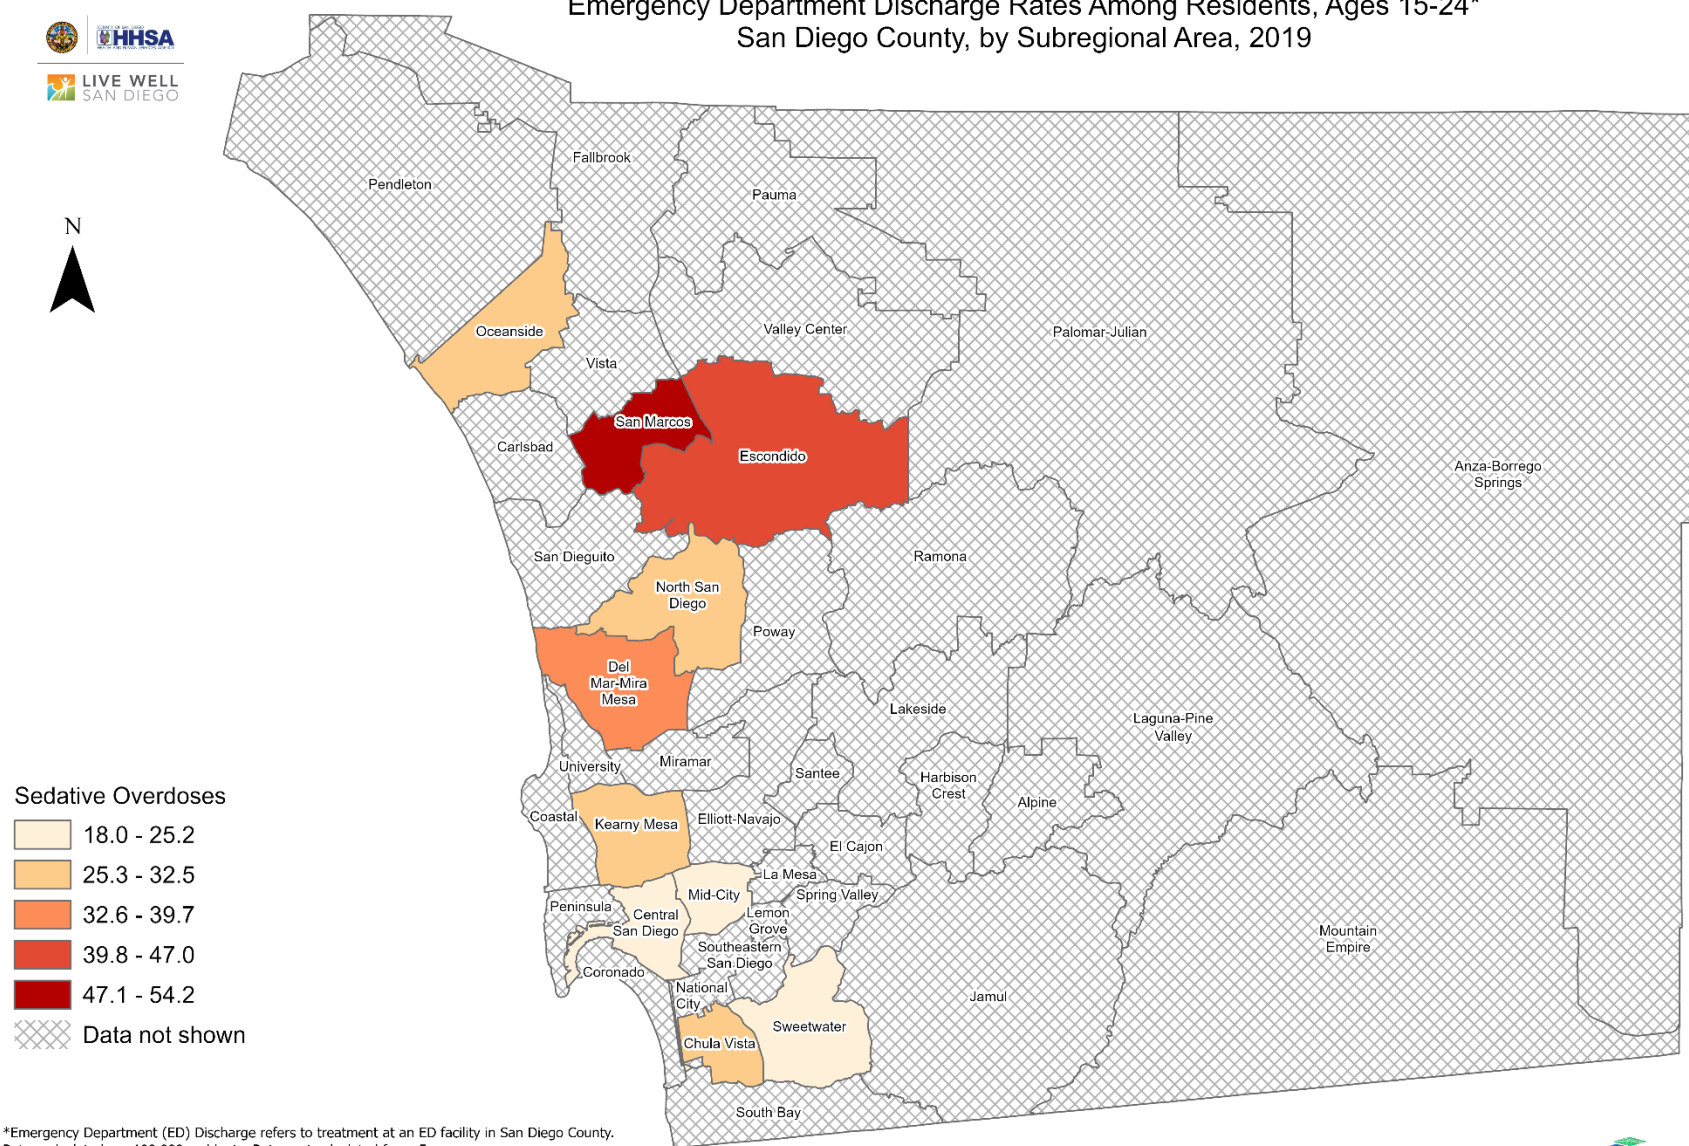 Emergency Department Discharge Rates Among Residents, Ages 15-24*
San Diego County, by Subregional Area, 2019
HHSA
LIVE WELL
SAN DIEGO
N
Fallbrook
Pendleton
Pauma
Oceanside
Valley Center
Palomar-Julian
Vista
San Marcos
Carlsbad
Escondido
Anza-Borrego
Springs
San Dieguito
Ramona
North San
Diego
Poway
Del
Mar-Mira
Mesa
Lakeside
Laguna-Pine
Valley
University
Miramar
Santee
Harbison
Crest
Alpine
Coastal
Kearny Mesa
Elliott-Navajo
El Cajon
La Mesa
Mid-City
Spring Valley
Peninsula
Central
San Diego
Lemon
Grove
Southeastern
San Diego
Coronado
National
City
Mountain
Empire
Jamul
Sweetwater
Chula Vista
South Bay
Sedative Overdoses
18.0 - 25.2
25.3 - 32.5
32.6 - 39.7
39.8 - 47.0
47.1 - 54.2
Data not shown
*Emergency Department (ED) Discharge refers to treatment at an ED facility in San Diego County.